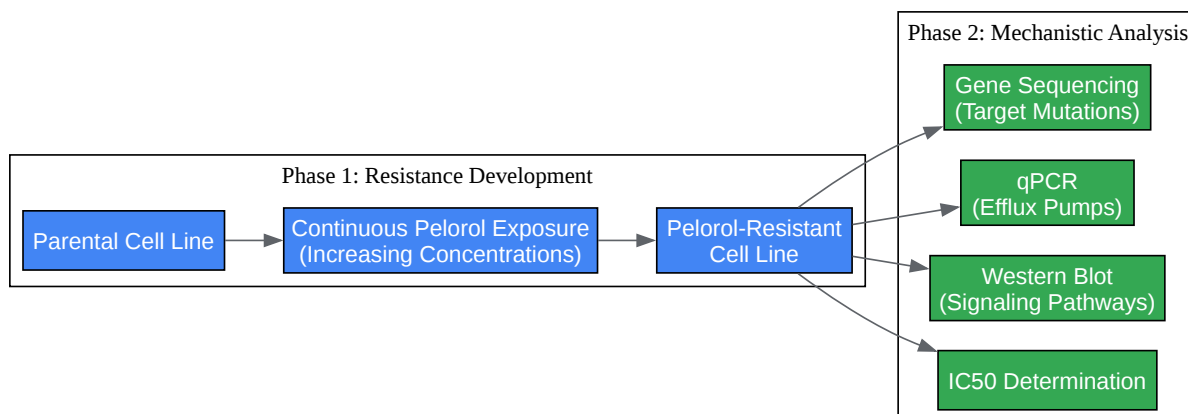 Phase 1: Resistance Development
Parental Cell Line
Continuous Pelorol Exposure
(Increasing Concentrations)
Pelorol-Resistant
Cell Line
Phase 2: Mechanistic Analysis
Gene Sequencing
(Target Mutations)
qPCR
(Efflux Pumps)
Western Blot
(Signaling Pathways)
IC50 Determination